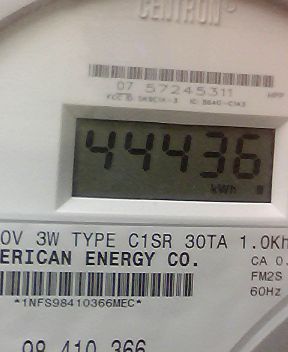 CENTRON®
07 57245311
44436
kWh
0V 3W TYPE C1SR 30TA 1.0Kh
ERICAN ENERGY CO.
CA 0.
FM2S
60Hz
*1NFS98410366MEC*
98 410 366